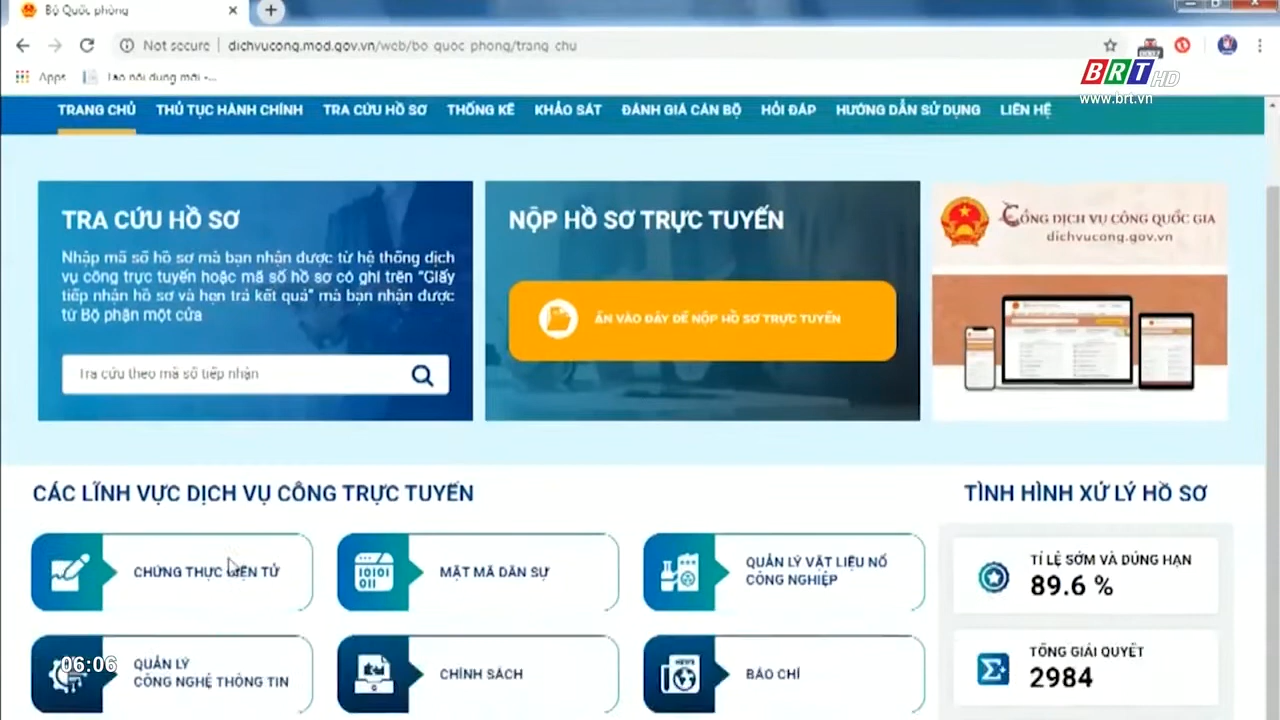 Bộ Quốc phòng
Not secure
dichvucong.mod.gov.vn/web/bo quoc phong/trang chu
Apps
Tạo nội dung mới -...
BRT HD
www.brt.vn
TRANG CHỦ
THỦ TỤC HÀNH CHÍNH
TRA CỨU HỒ SƠ
THỐNG KÊ
KHẢO SÁT
ĐÁNH GIÁ CÁN BỘ
HỎI ĐÁP
HƯỚNG DẪN SỬ DỤNG
LIÊN HỆ
TRA CỨU HỒ SƠ
Nhập mã số hồ sơ mà bạn nhận được từ hệ thống dịch
vụ công trực tuyến hoặc mã số hồ sơ có ghi trên "Giấy
tiếp nhận hồ sơ và hẹn trả kết quả" mà bạn nhận được
từ Bộ phận một cửa
Tra cứu theo mã số tiếp nhận
NỘP HỒ SƠ TRỰC TUYẾN
ẤN VÀO ĐÂY ĐỂ NỘP HỒ SƠ TRỰC TUYẾN
CỔNG DỊCH VỤ CÔNG QUỐC GIA
dichvucong.gov.vn
CÁC LĨNH VỰC DỊCH VỤ CÔNG TRỰC TUYẾN
CHỨNG THỰC ĐIỆN TỬ
MẬT MÃ DÂN SỰ
QUẢN LÝ VẬT LIỆU NỔ
CÔNG NGHIỆP
QUẢN LÝ
CÔNG NGHỆ THÔNG TIN
CHÍNH SÁCH
BÁO CHÍ
TÌNH HÌNH XỬ LÝ HỒ SƠ
TỈ LỆ SỚM VÀ ĐÚNG HẠN
89.6 %
TỔNG GIẢI QUYẾT
2984
06:06